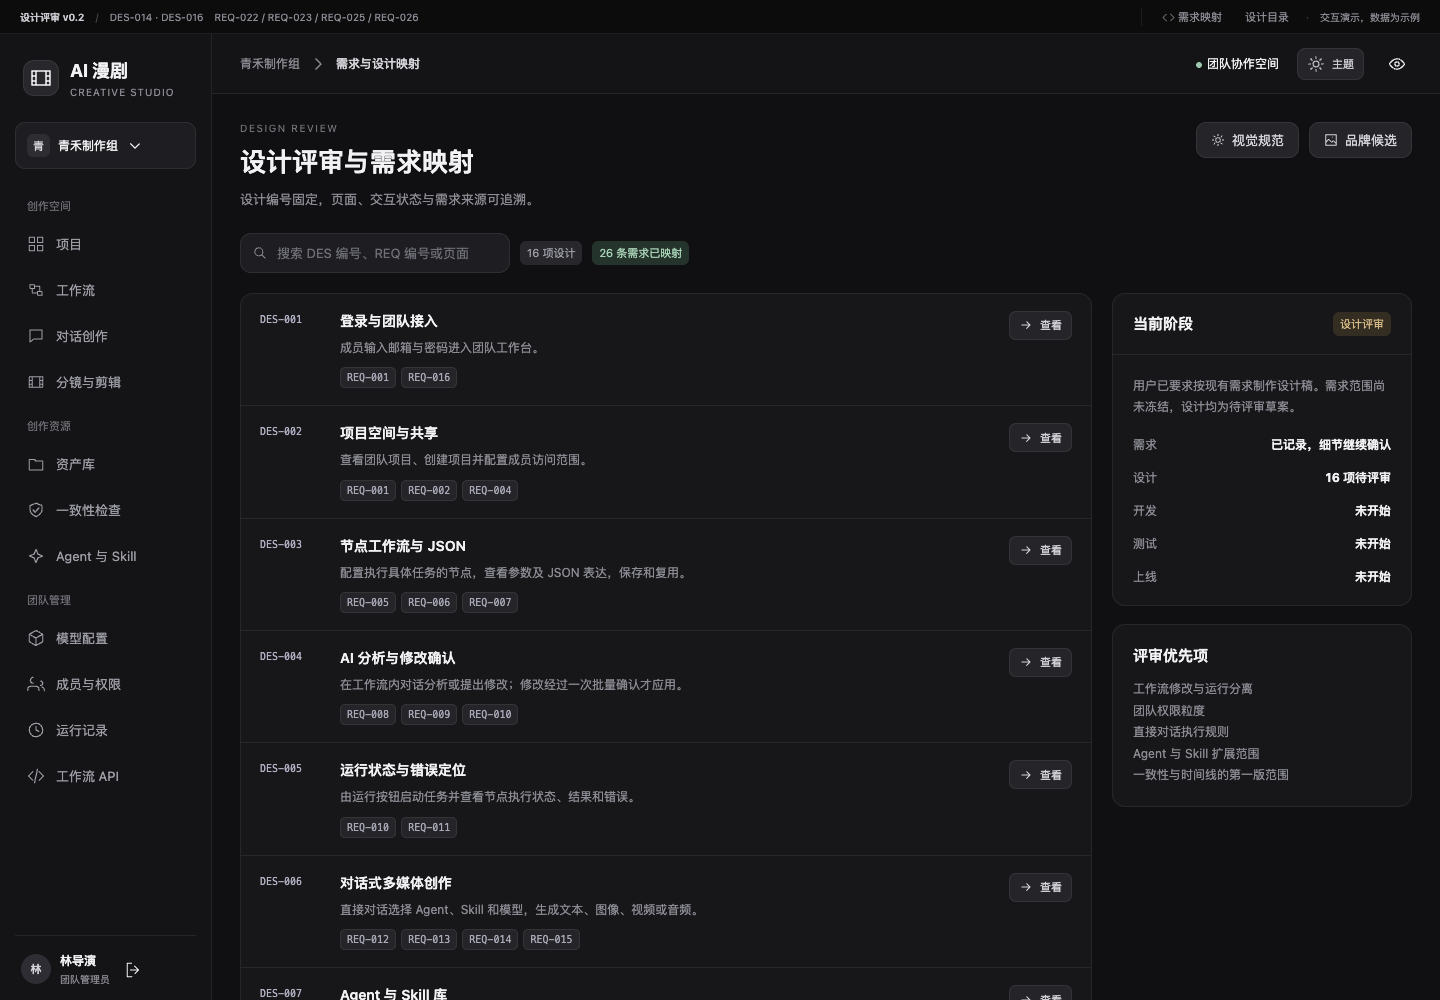 设计评审 v0.2 / DES-014 · DES-016 REQ-022 / REQ-023 / REQ-025 / REQ-026
需求映射 设计目录 · 交互演示，数据为示例
AI 漫剧
CREATIVE STUDIO
青 青禾制作组
创作空间
项目
工作流
对话创作
分镜与剪辑
创作资源
资产库
一致性检查
Agent 与 Skill
团队管理
模型配置
成员与权限
运行记录
工作流 API
林 林导演
团队管理员
青禾制作组 需求与设计映射
团队协作空间 主题
DESIGN REVIEW
设计评审与需求映射
设计编号固定，页面、交互状态与需求来源可追溯。
视觉规范 品牌候选
搜索 DES 编号、REQ 编号或页面 16 项设计 26 条需求已映射
DES-001 登录与团队接入 查看
成员输入邮箱与密码进入团队工作台。
REQ-001 REQ-016
DES-002 项目空间与共享 查看
查看团队项目、创建项目并配置成员访问范围。
REQ-001 REQ-002 REQ-004
DES-003 节点工作流与 JSON 查看
配置执行具体任务的节点，查看参数及 JSON 表达，保存和复用。
REQ-005 REQ-006 REQ-007
DES-004 AI 分析与修改确认 查看
在工作流内对话分析或提出修改；修改经过一次批量确认才应用。
REQ-008 REQ-009 REQ-010
DES-005 运行状态与错误定位 查看
由运行按钮启动任务并查看节点执行状态、结果和错误。
REQ-010 REQ-011
DES-006 对话式多媒体创作 查看
直接对话选择 Agent、Skill 和模型，生成文本、图像、视频或音频。
REQ-012 REQ-013 REQ-014 REQ-015
DES-007 Agent 与 Skill 库 查看
当前阶段 设计评审
用户已要求按现有需求制作设计稿。需求范围尚
未冻结，设计均为待评审草案。
需求 已记录，细节继续确认
设计 16 项待评审
开发 未开始
测试 未开始
上线 未开始
评审优先项
工作流修改与运行分离
团队权限粒度
直接对话执行规则
Agent 与 Skill 扩展范围
一致性与时间线的第一版范围